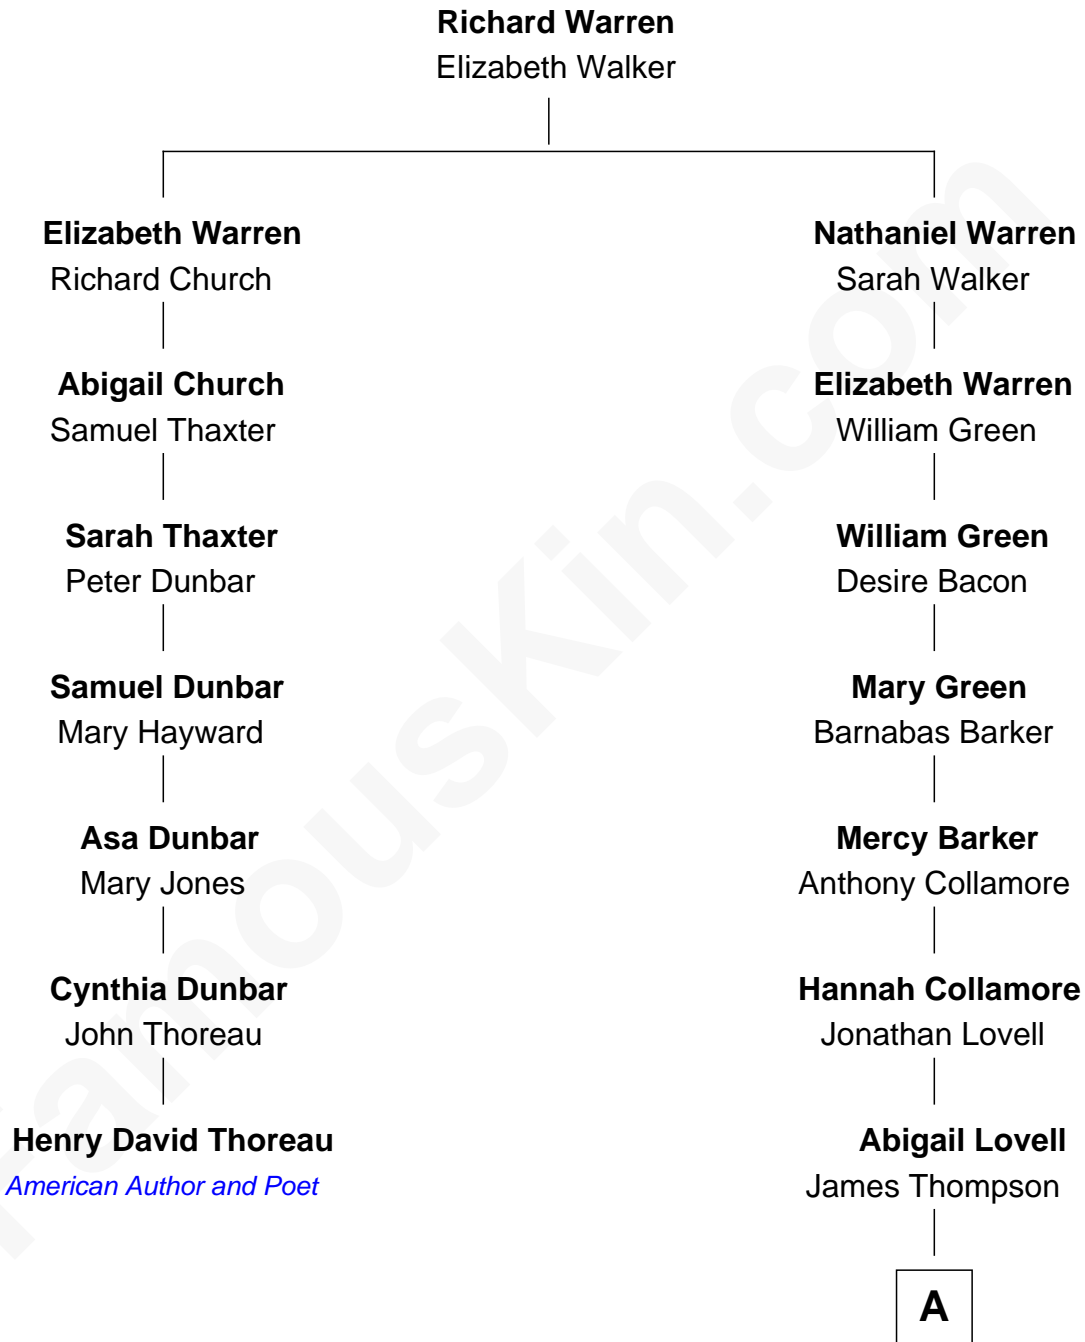 Richard Warren
Elizabeth Walker
Elizabeth Warren
Richard Church
Nathaniel Warren
Sarah Walker
Abigail Church
Samuel Thaxter
Elizabeth Warren
William Green
Sarah Thaxter
Peter Dunbar
William Green
Desire Bacon
Samuel Dunbar
Mary Hayward
Mary Green
Barnabas Barker
Asa Dunbar
Mary Jones
Mercy Barker
Anthony Collamore
Cynthia Dunbar
John Thoreau
Hannah Collamore
Jonathan Lovell
Henry David Thoreau
American Author and Poet
Abigail Lovell
James Thompson
A
FamousKin.com